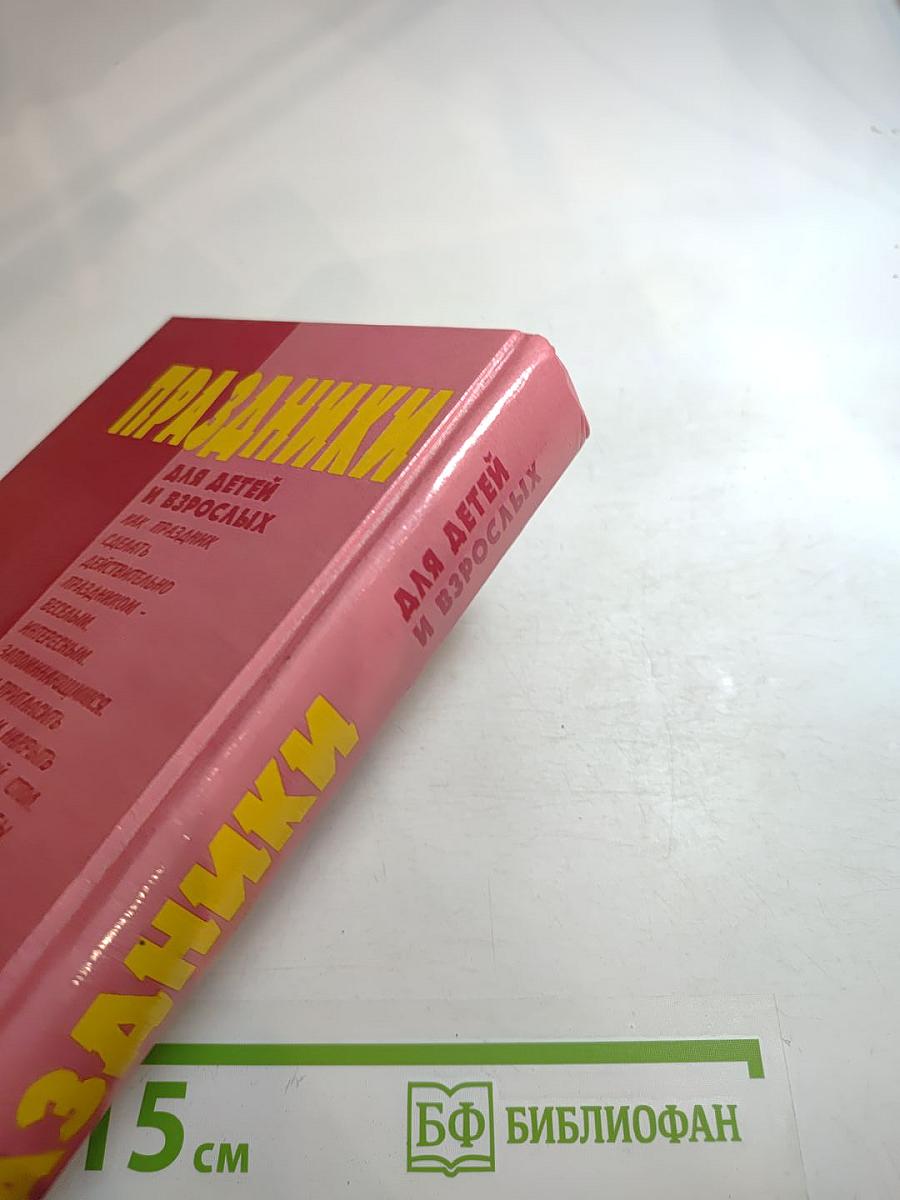 ПРАЗДНИКИ
ДЛЯ ДЕТЕЙ
И ВЗРОСЛЫХ
КАК ПРАЗДНИК
СДЕЛАТЬ
ДЕЙСТВИТЕЛЬНО
ПРАЗДНИКОМ -
ВЕСЕЛЫМ,
ИНТЕРЕСНЫМ,
ЗАПОМИНАЮЩИМСЯ,
ДЛЯ ДЕТЕЙ
И ВЗРОСЛЫХ
АЗДНИКИ
15 см
БФ БИБЛИОФАН